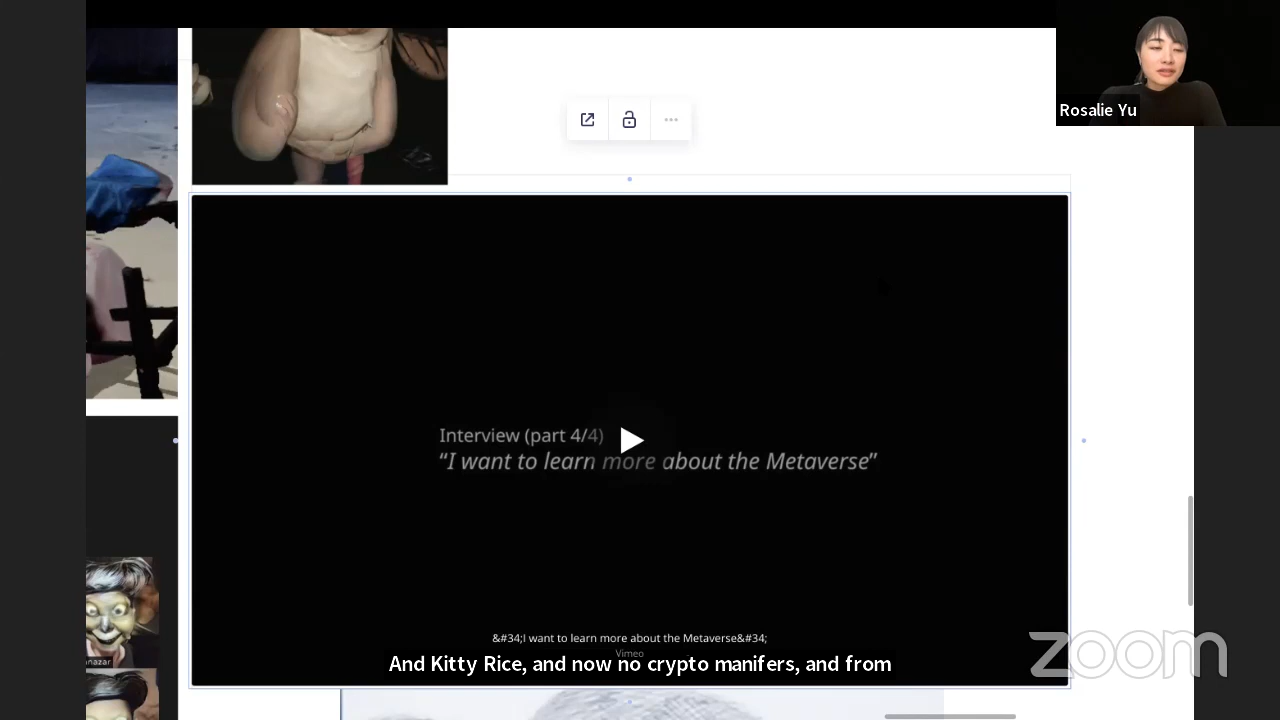 Rosalie Yu
Interview (part 4/4)
“I want to learn more about the Metaverse”
&#34;I want to learn more about the Metaverse&#34;
Vimeo
And Kitty Rice, and now no crypto manifers, and from
zoom